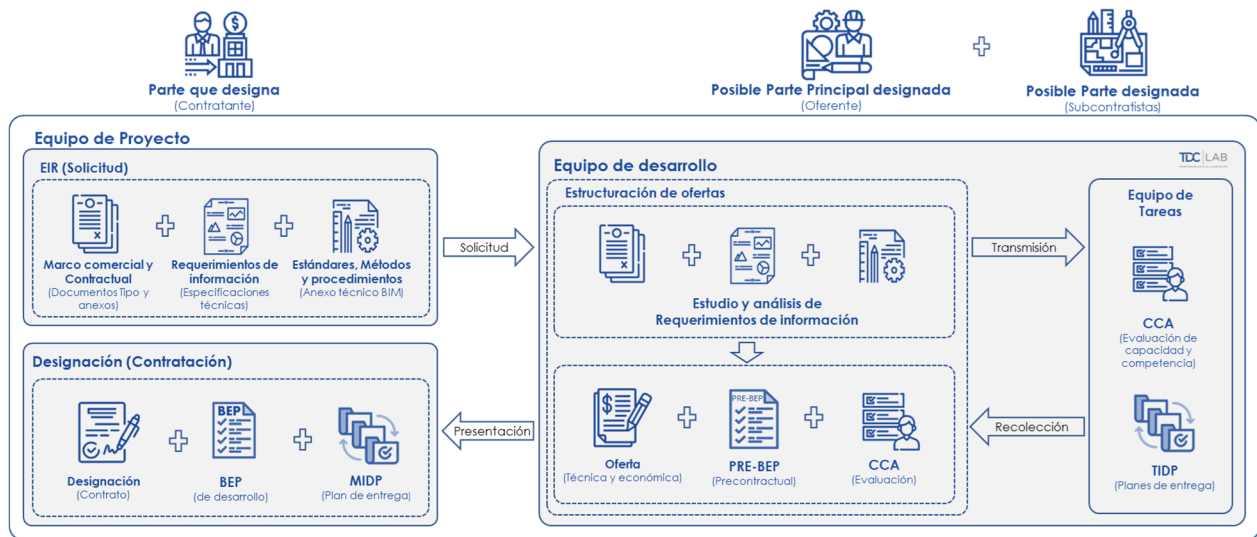 Parte que designa
(Contratante)
Posible Parte Principal designada
(Oferente)
Posible Parte designada
(Subcontratistas)
Equipo de Proyecto
EIR (Solicitud)
Marco comercial y
Contractual
(Documentos Tipo y
anexos)
Requerimientos de
información
(Especificaciones
técnicas)
Estándares, Métodos
y procedimientos
(Anexo técnico BIM)
Solicitud
Equipo de desarrollo
TDC LAB
Estructuración de ofertas
Estudio y análisis de
Requerimientos de información
Transmisión
Equipo de
Tareas
CCA
(Evaluación de
capacidad y
competencia)
TIDP
(Planes de entrega)
Recolección
PRE-BEP
Oferta
(Técnica y económica)
PRE-BEP
(Precontractual)
CCA
(Evaluación)
Presentación
Designación (Contratación)
BEP
Designación
(Contrato)
BEP
(de desarrollo)
MIDP
(Plan de entrega)